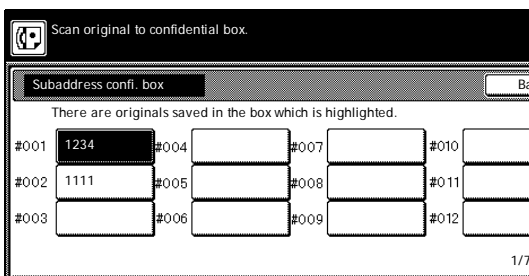 Scan original to confidential box.
Subaddress confi. box
Ba
There are originals saved in the box which is highlighted.
#001 1234 #004 #007 #010
#002 1111 #005 #008 #011
#003 #006 #009 #012
1/7